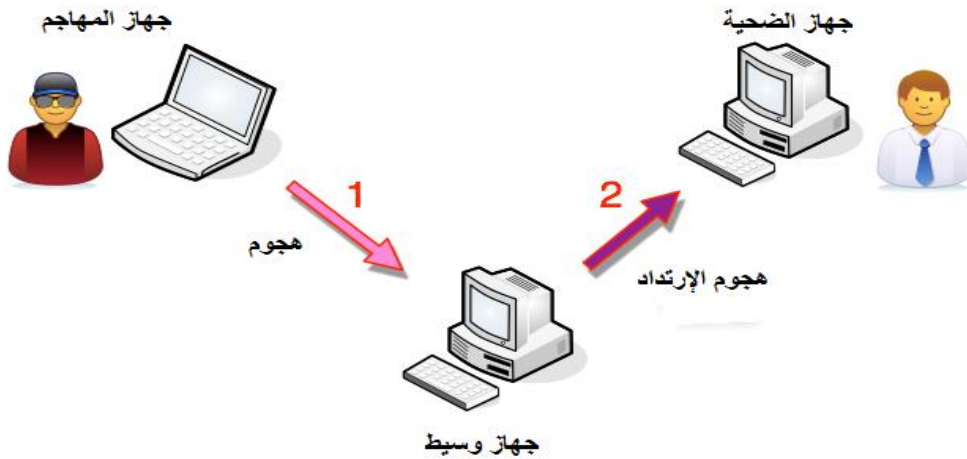 جهاز المهاجم
جهاز الضحية
1
2
هجوم
هجوم الإرتداد
جهاز وسيط